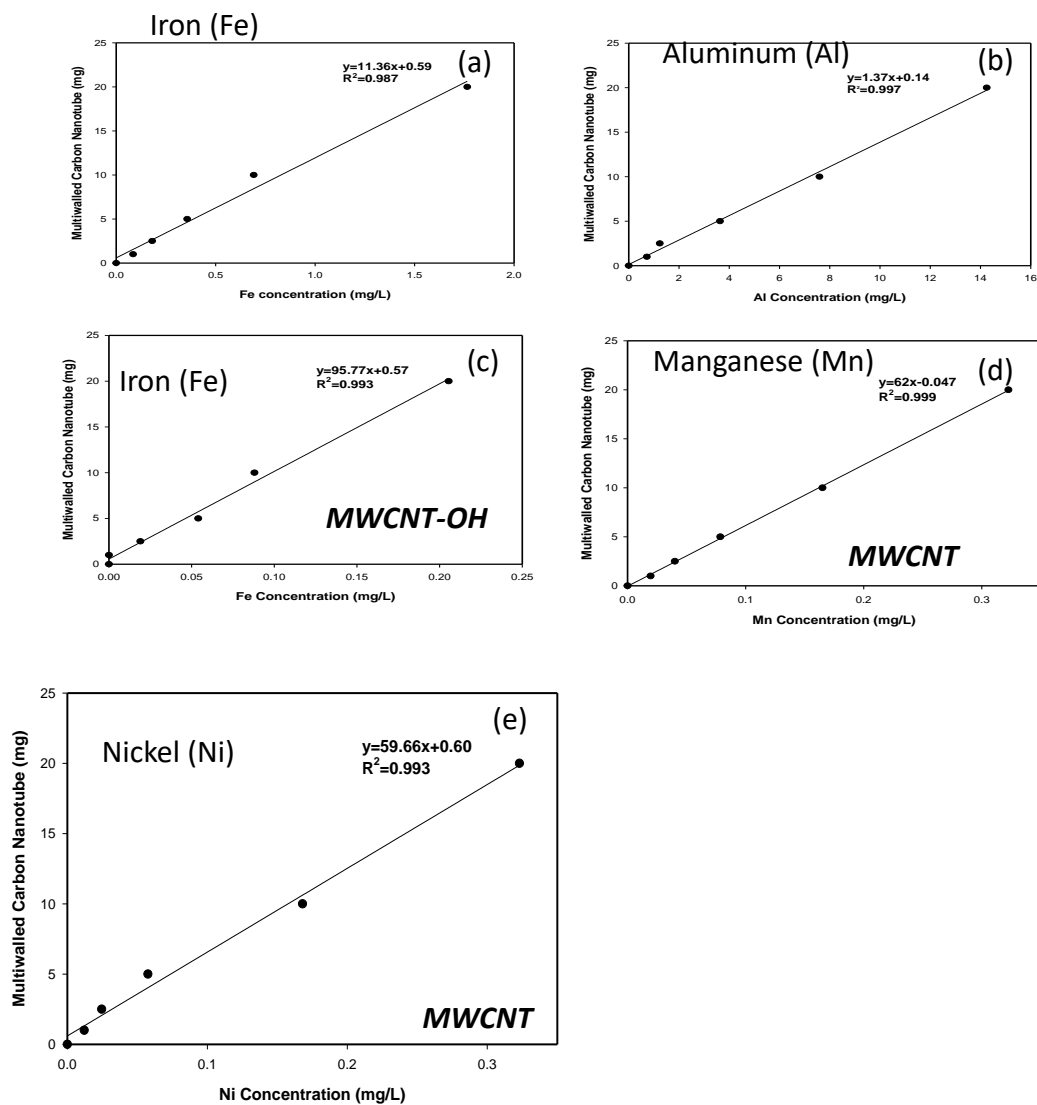 Iron (Fe)
(a)
y=11.36x+0.59
R²=0.987
Multiwalled Carbon Nanotube (mg)
25
20
15
10
5
0
0.0 0.5 1.0 1.5 2.0
Fe concentration (mg/L)
Aluminum (Al)
(b)
y=1.37x+0.14
R²=0.997
Multiwalled Carbon Nanotube (mg)
25
20
15
10
5
0
0 2 4 6 8 10 12 14 16
Al Concentration (mg/L)
Iron (Fe)
(c)
y=95.77x+0.57
R²=0.993
MWCNT-OH
Multiwalled Carbon Nanotube (mg)
25
20
15
10
5
0
0.00 0.05 0.10 0.15 0.20 0.25
Fe Concentration (mg/L)
Manganese (Mn)
(d)
y=62x-0.047
R²=0.999
MWCNT
Multiwalled Carbon Nanotube (mg)
25
20
15
10
5
0
0.0 0.1 0.2 0.3
Mn Concentration (mg/L)
(e)
Nickel (Ni)
y=59.66x+0.60
R²=0.993
MWCNT
Multiwalled Carbon Nanotube (mg)
25
20
15
10
5
0
0.0 0.1 0.2 0.3
Ni Concentration (mg/L)